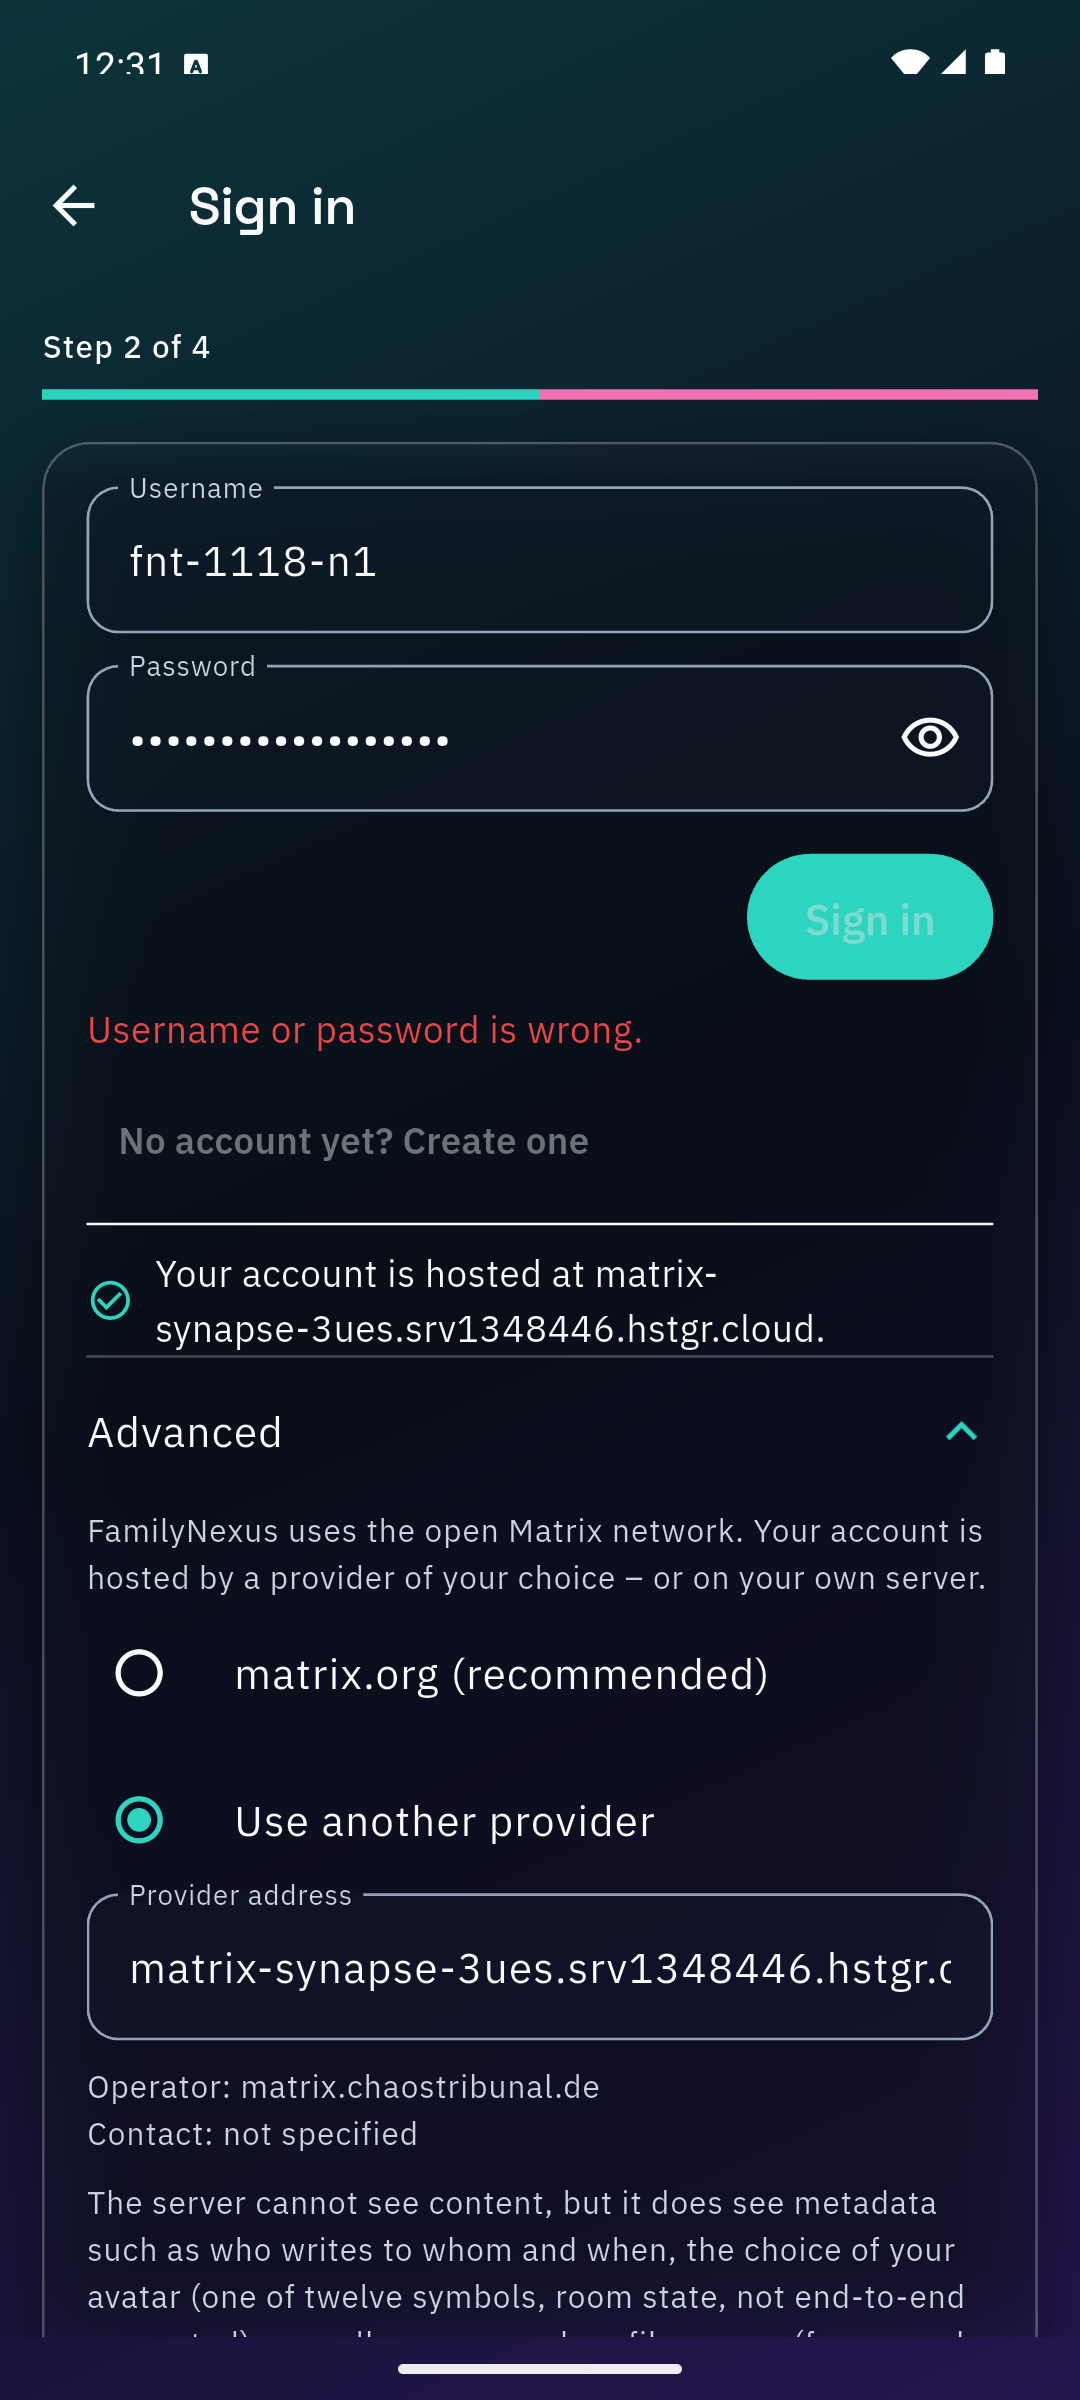 12:31
Sign in
Step 2 of 4
Username
fnt-1118-n1
Password
••••••••••••••••••
Sign in
Username or password is wrong.
No account yet? Create one
Your account is hosted at matrix-
synapse-3ues.srv1348446.hstgr.cloud.
Advanced
FamilyNexus uses the open Matrix network. Your account is
hosted by a provider of your choice – or on your own server.
matrix.org (recommended)
Use another provider
Provider address
matrix-synapse-3ues.srv1348446.hstgr.c
Operator: matrix.chaostribunal.de
Contact: not specified
The server cannot see content, but it does see metadata
such as who writes to whom and when, the choice of your
avatar (one of twelve symbols, room state, not end-to-end